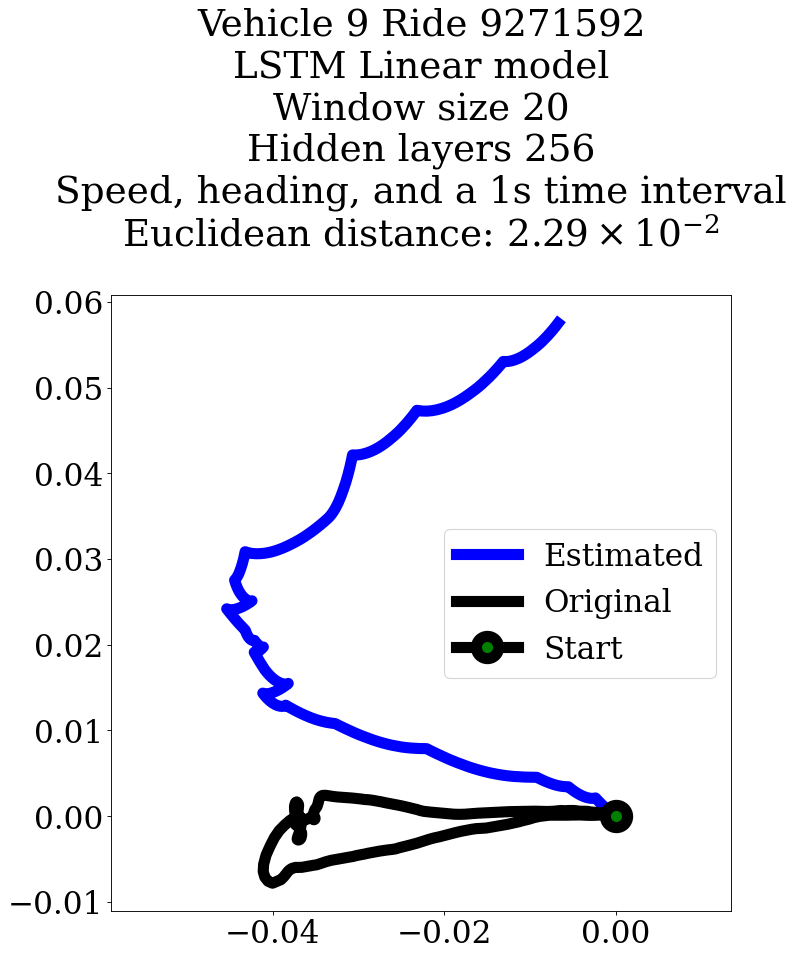 Vehicle 9 Ride 9271592
LSTM Linear model
Window size 20
Hidden layers 256
Speed, heading, and a 1s time interval
Euclidean distance: 2.29 × 10⁻²
0.06
0.05
0.04
0.03
0.02
0.01
0.00
−0.01
Estimated
Original
Start
−0.04 −0.02 0.00